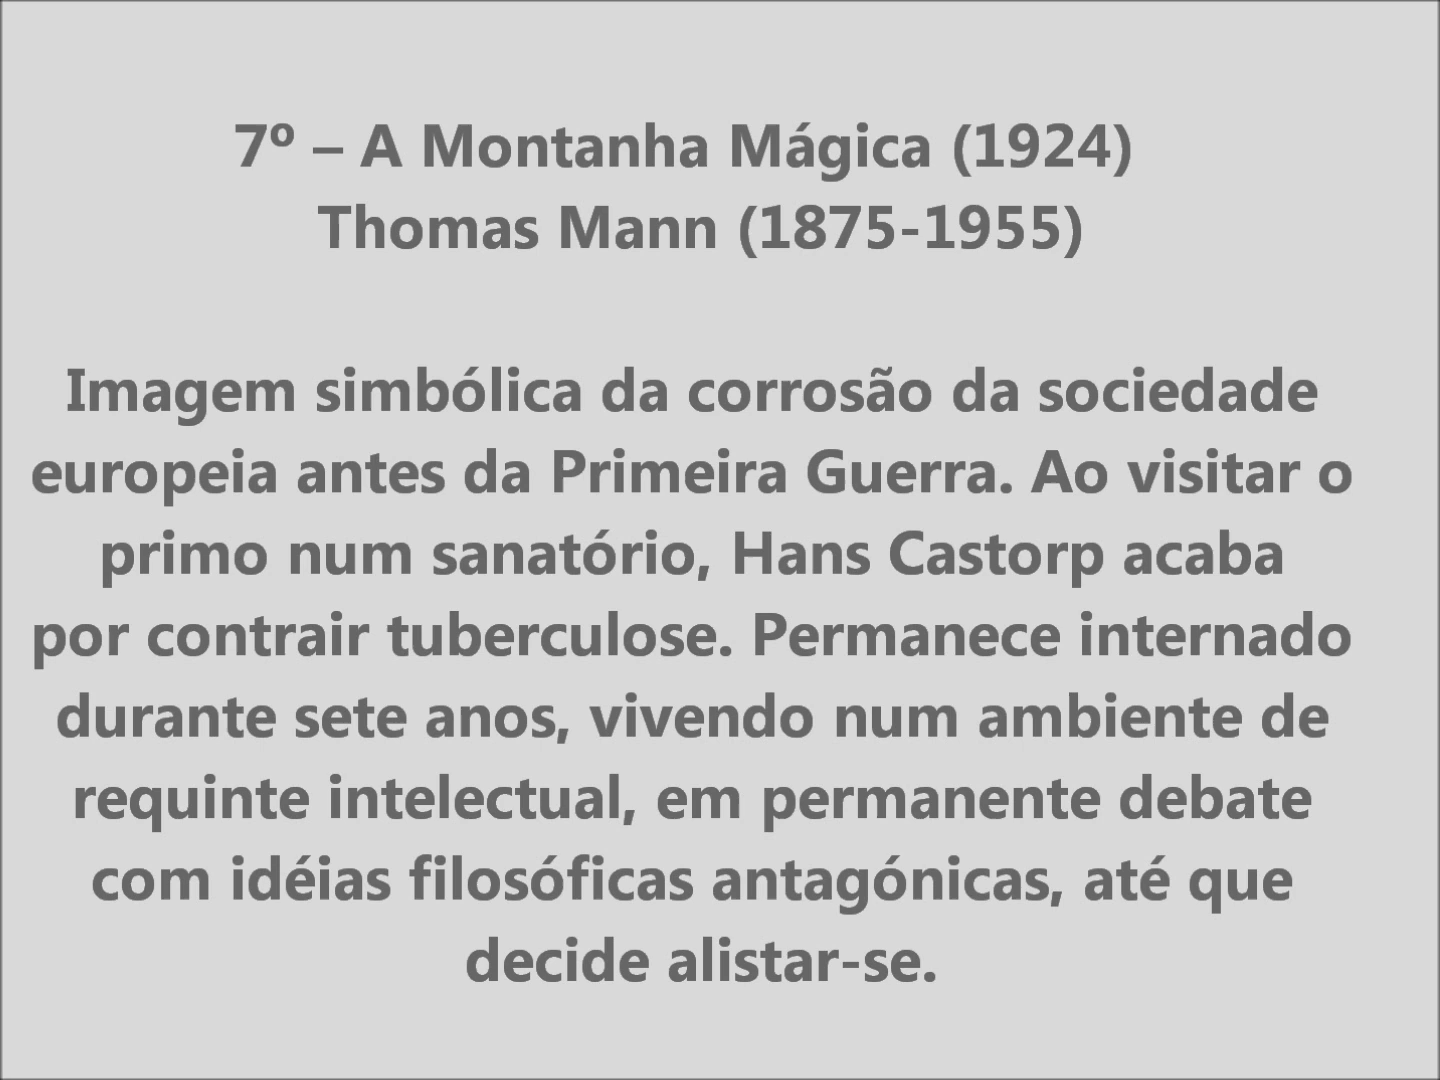 7º – A Montanha Mágica (1924)
Thomas Mann (1875-1955)
Imagem simbólica da corrosão da sociedade
europeia antes da Primeira Guerra. Ao visitar o
primo num sanatório, Hans Castorp acaba
por contrair tuberculose. Permanece internado
durante sete anos, vivendo num ambiente de
requinte intelectual, em permanente debate
com idéias filosóficas antagónicas, até que
decide alistar-se.